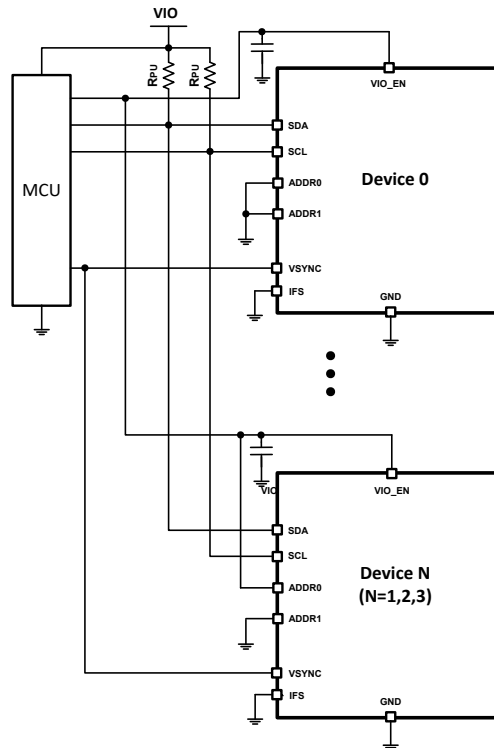 VIO
RPU
RPU
VIO_EN
SDA
SCL
MCU
ADDR0
Device 0
ADDR1
VSYNC
IFS
GND
VIO
VIO_EN
SDA
SCL
ADDR0
Device N
(N=1,2,3)
ADDR1
VSYNC
IFS
GND